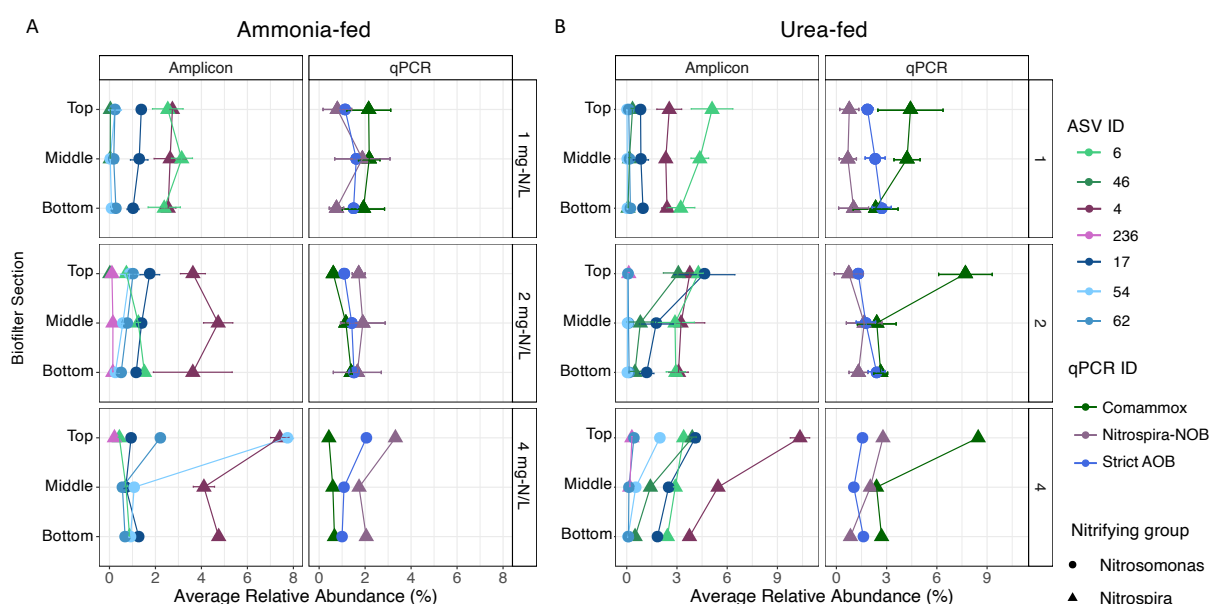 A
Ammonia-fed
B
Urea-fed
Amplicon
qPCR
Amplicon
qPCR
Top
Middle
Bottom
1 mg-N/L
1
Top
Middle
Bottom
2 mg-N/L
Top
Middle
Bottom
2
Top
Middle
Bottom
4 mg-N/L
Top
Middle
Bottom
4
Top
Middle
Bottom
Biofilter Section
0 2 4 6 8 0 2 4 6 8
Average Relative Abundance (%)
0 3 6 9 0 3 6 9
Average Relative Abundance (%)
ASV ID
6
46
4
236
17
54
62
qPCR ID
Comammox
Nitrospira-NOB
Strict AOB
Nitrifying group
Nitrosomonas
Nitrospira